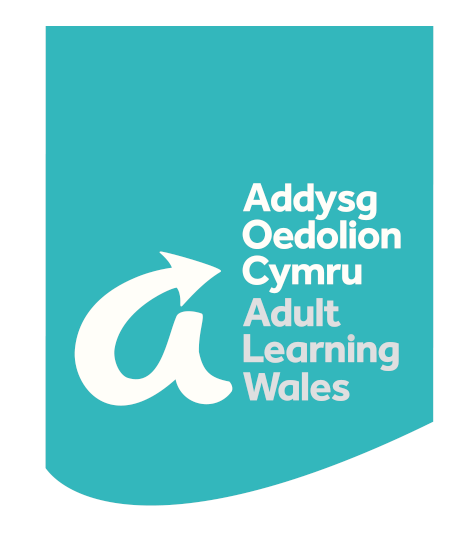 Addysg
Oedolion
Cymru
Adult
Learning
Wales